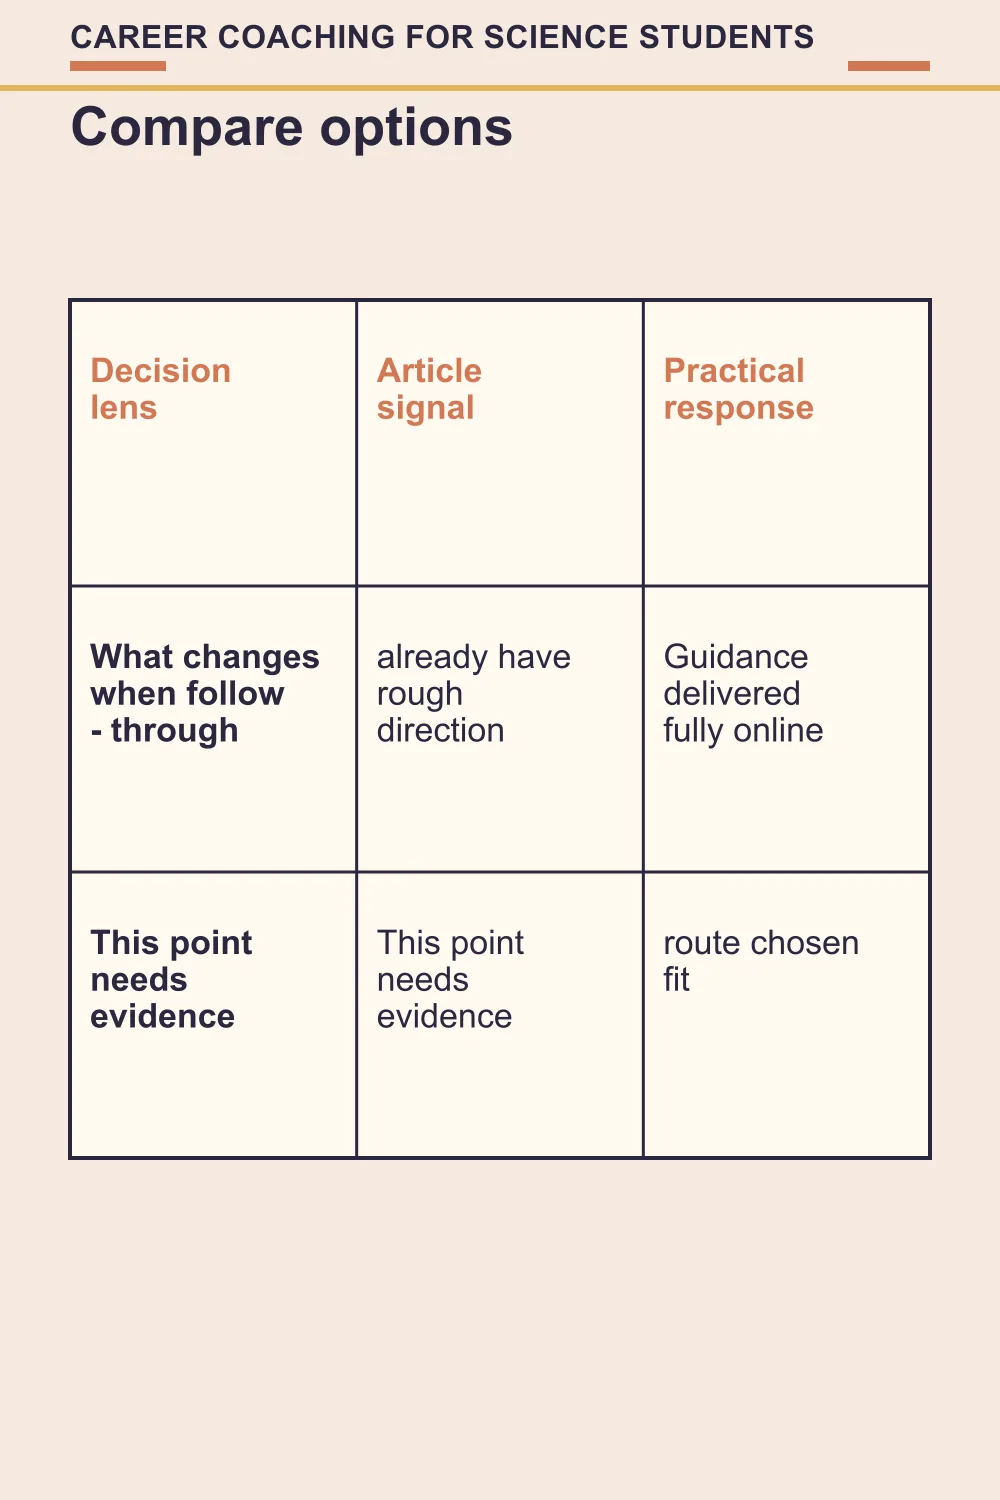 CAREER COACHING FOR SCIENCE STUDENTS
Compare options
Decision
lens
Article
signal
Practical
response
What changes
when follow
- through
already have
rough
direction
Guidance
delivered
fully online
This point
needs
evidence
This point
needs
evidence
route chosen
fit